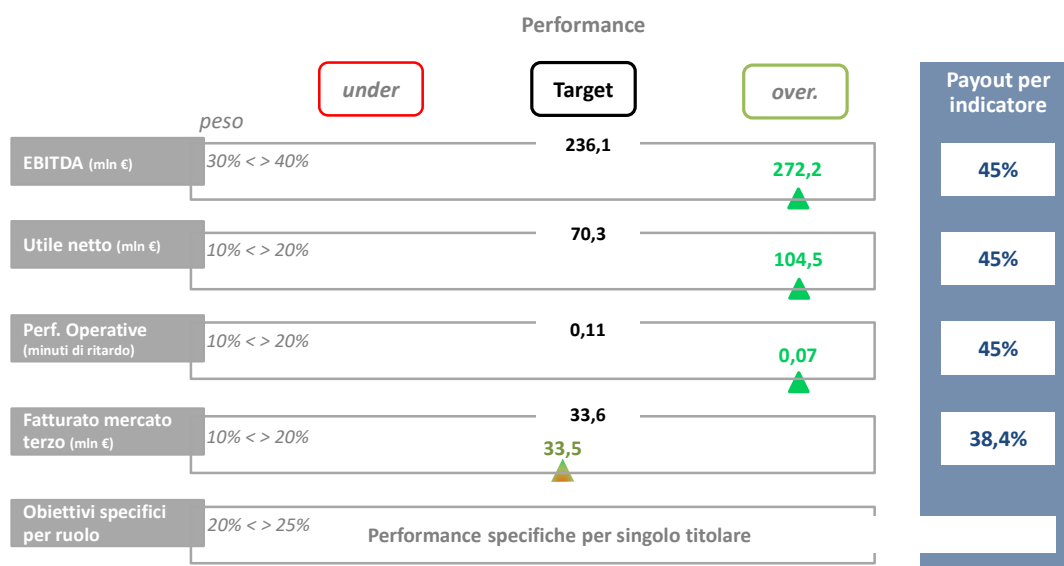 Performance
under
Target
over.
Payout per
indicatore
peso
EBITDA (mln €)
30% < > 40%
236,1
272,2
45%
Utile netto (mln €)
10% < > 20%
70,3
104,5
45%
Perf. Operative
(minuti di ritardo)
10% < > 20%
0,11
0,07
45%
Fatturato mercato
terzo (mln €)
10% < > 20%
33,6
33,5
38,4%
Obiettivi specifici
per ruolo
20% < > 25%
Performance specifiche per singolo titolare